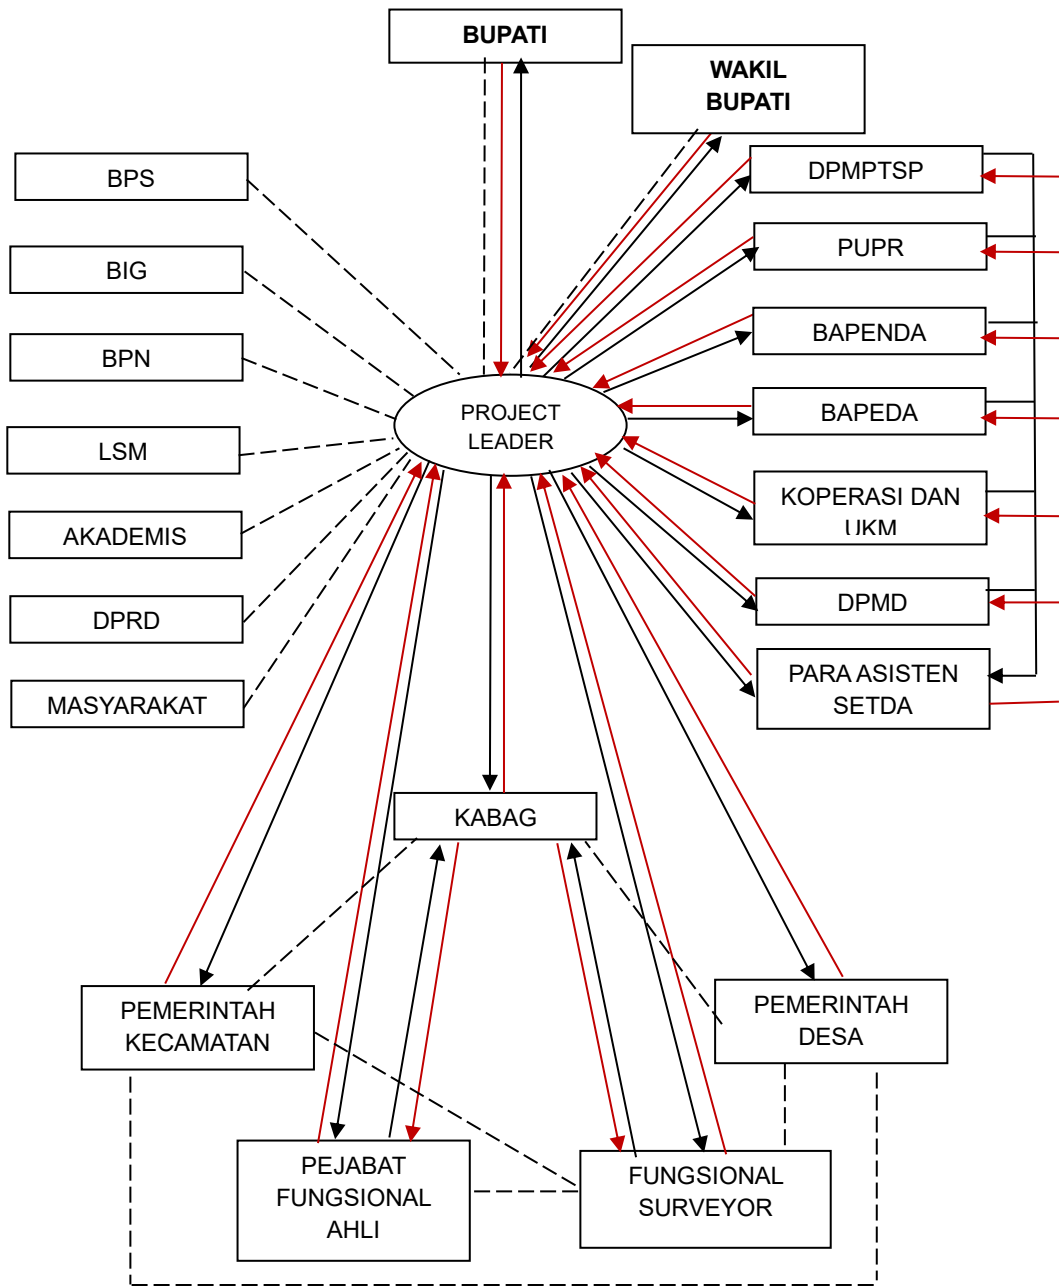 BUPATI
WAKIL
BUPATI
BPS
DPMPTSP
BIG
PUPR
BPN
BAPENDA
PROJECT
LEADER
BAPEDA
LSM
KOPERASI DAN
UKM
AKADEMIS
DPMD
DPRD
PARA ASISTEN
SETDA
MASYARAKAT
KABAG
PEMERINTAH
KECAMATAN
PEMERINTAH
DESA
PEJABAT
FUNGSIONAL
AHLI
FUNGSIONAL
SURVEYOR